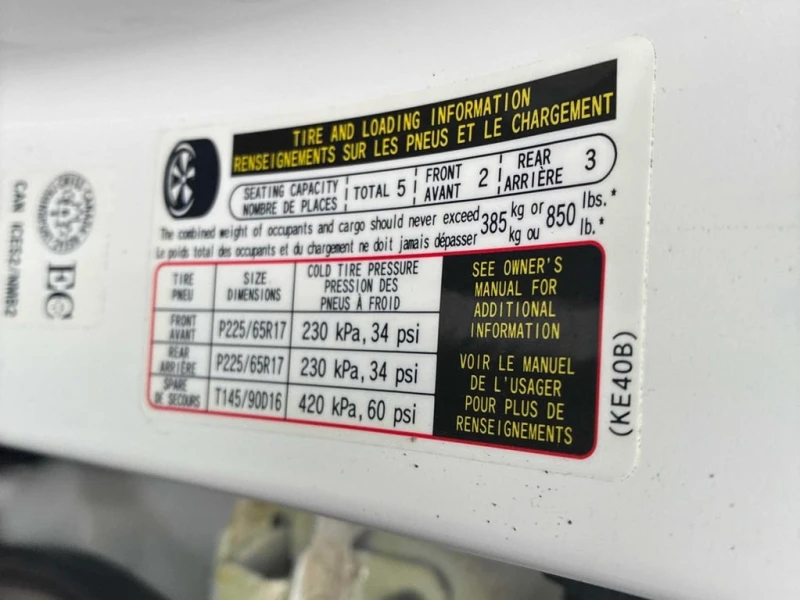 TIRE AND LOADING INFORMATION
RENSEIGNEMENTS SUR LES PNEUS ET LE CHARGEMENT
SEATING CAPACITY
NOMBRE DE PLACES
TOTAL 5
FRONT
AVANT
2
REAR
ARRIÈRE
3
The combined weight of occupants and cargo should never exceed 385 kg or 850 lbs.*
Le poids total des occupants et du chargement ne doit jamais dépasser kg ou lb.*
TIRE
PNEU
SIZE
DIMENSIONS
COLD TIRE PRESSURE
PRESSION DES
PNEUS À FROID
FRONT
AVANT
P225/65R17
230 kPa, 34 psi
REAR
ARRIÈRE
P225/65R17
230 kPa, 34 psi
SPARE
DE SECOURS
T145/90D16
420 kPa, 60 psi
SEE OWNER'S
MANUAL FOR
ADDITIONAL
INFORMATION
VOIR LE MANUEL
DE L'USAGER
POUR PLUS DE
RENSEIGNEMENTS
(KE40B)
CAN ICES2/NMB2